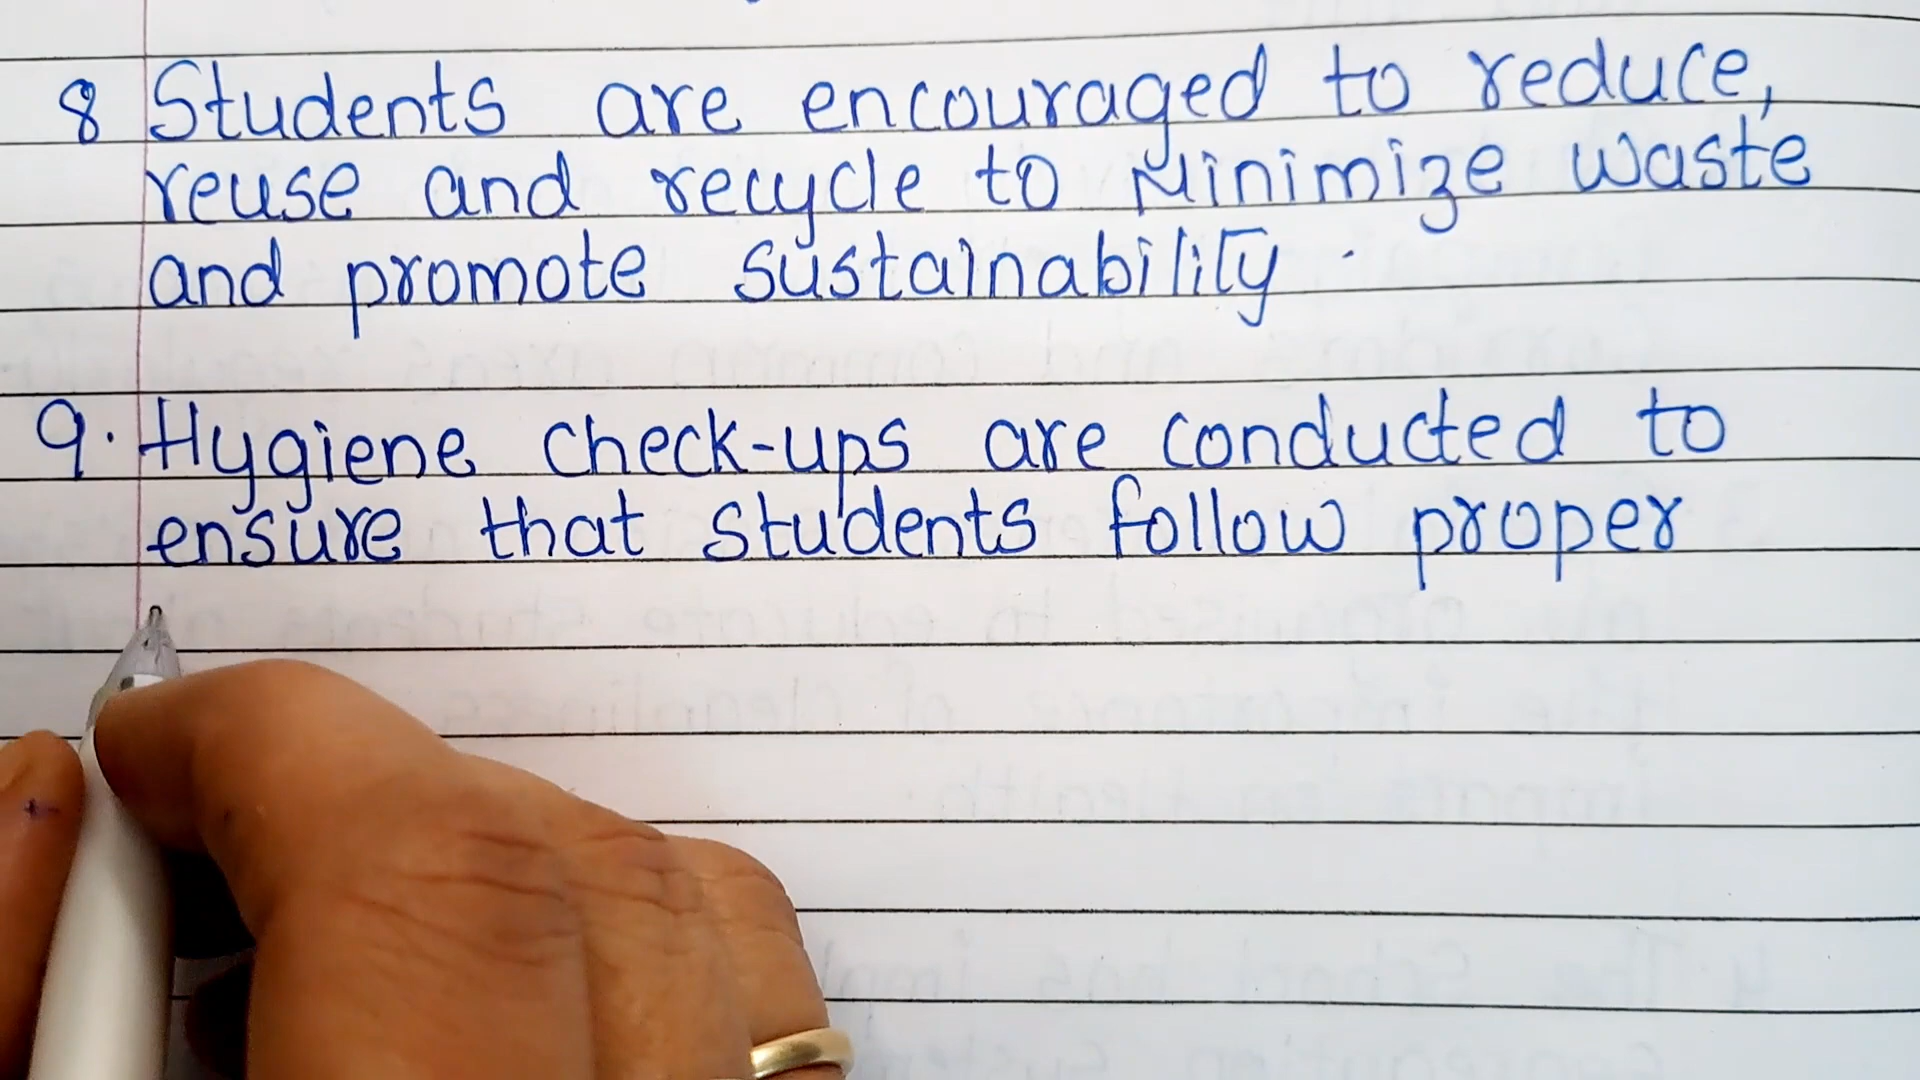 8 Students are encouraged to reduce,
reuse and recycle to Minimize waste
and promote sustainability.
9. Hygiene check-ups are conducted to
ensure that students follow proper